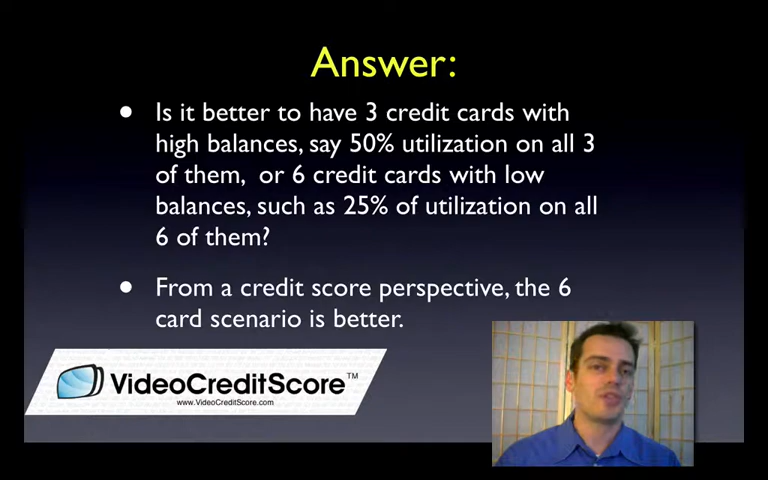 Answer:
• Is it better to have 3 credit cards with
high balances, say 50% utilization on all 3
of them, or 6 credit cards with low
balances, such as 25% of utilization on all
6 of them?
• From a credit score perspective, the 6
card scenario is better.
VideoCreditScore™
www.VideoCreditScore.com